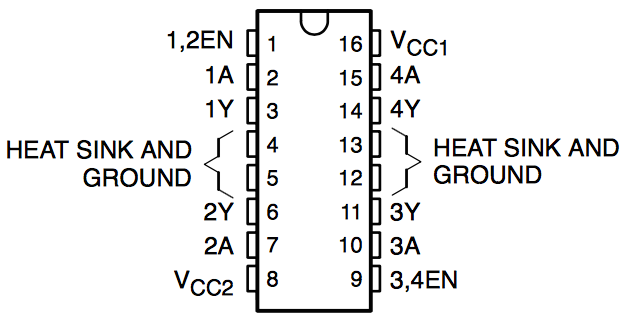 1,2EN 1 16 VCC1
1A 2 15 4A
1Y 3 14 4Y
HEAT SINK AND 4 13 HEAT SINK AND
GROUND 5 12 GROUND
2Y 6 11 3Y
2A 7 10 3A
VCC2 8 9 3,4EN